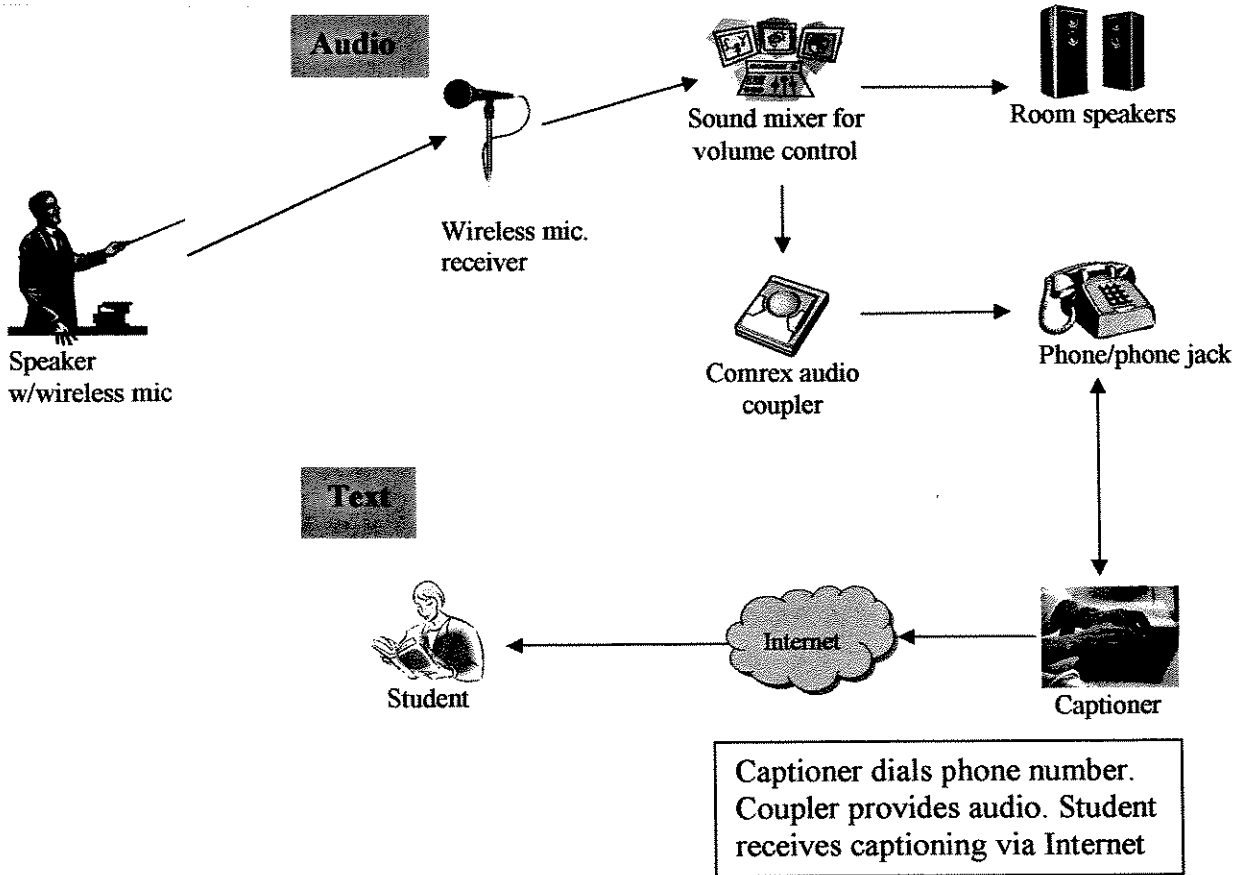 Audio
Sound mixer for
volume control
Room speakers
Wireless mic.
receiver
Speaker
w/wireless mic
Comrex audio
coupler
Phone/phone jack
Text
Student
Internet
Captioner
Captioner dials phone number.
Coupler provides audio. Student
receives captioning via Internet